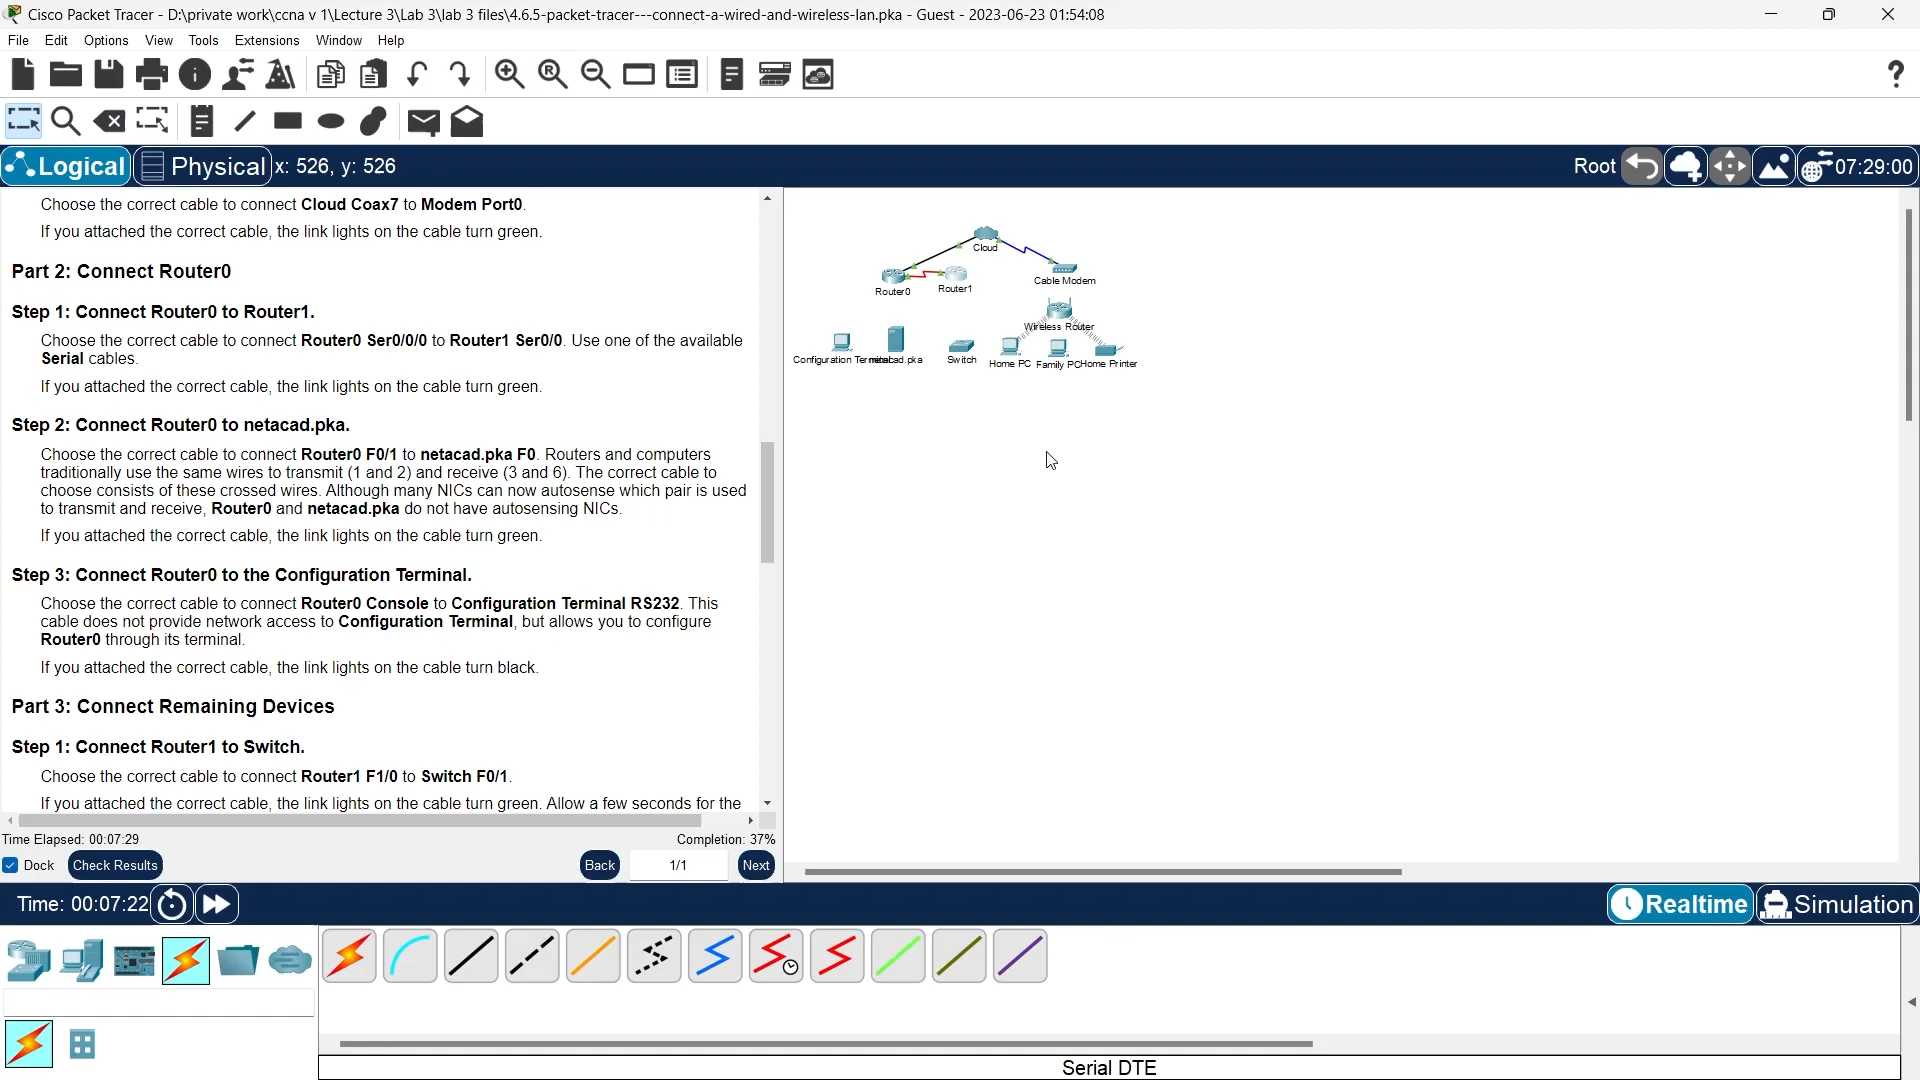 Cisco Packet Tracer - D:\private work\ccna v 1\Lecture 3\Lab 3\lab 3 files\4.6.5-packet-tracer---connect-a-wired-and-wireless-lan.pka - Guest - 2023-06-23 01:54:08
File Edit Options View Tools Extensions Window Help
Logical Physical x: 526, y: 526 Root 07:29:00
Choose the correct cable to connect Cloud Coax7 to Modem Port0.
If you attached the correct cable, the link lights on the cable turn green.
Part 2: Connect Router0
Step 1: Connect Router0 to Router1.
Choose the correct cable to connect Router0 Ser0/0/0 to Router1 Ser0/0. Use one of the available
Serial cables.
If you attached the correct cable, the link lights on the cable turn green.
Step 2: Connect Router0 to netacad.pka.
Choose the correct cable to connect Router0 F0/1 to netacad.pka F0. Routers and computers
traditionally use the same wires to transmit (1 and 2) and receive (3 and 6). The correct cable to
choose consists of these crossed wires. Although many NICs can now autosense which pair is used
to transmit and receive, Router0 and netacad.pka do not have autosensing NICs.
If you attached the correct cable, the link lights on the cable turn green.
Step 3: Connect Router0 to the Configuration Terminal.
Choose the correct cable to connect Router0 Console to Configuration Terminal RS232. This
cable does not provide network access to Configuration Terminal, but allows you to configure
Router0 through its terminal.
If you attached the correct cable, the link lights on the cable turn black.
Part 3: Connect Remaining Devices
Step 1: Connect Router1 to Switch.
Choose the correct cable to connect Router1 F1/0 to Switch F0/1.
If you attached the correct cable, the link lights on the cable turn green. Allow a few seconds for the
Time Elapsed: 00:07:29 Completion: 37%
Dock Check Results Back 1/1 Next
Cloud
Router0 Router1 Cable Modem
Wireless Router
Configuration Terminal netacad.pka Switch Home PC Family PC Home Printer
Time: 00:07:22 Realtime Simulation
Serial DTE